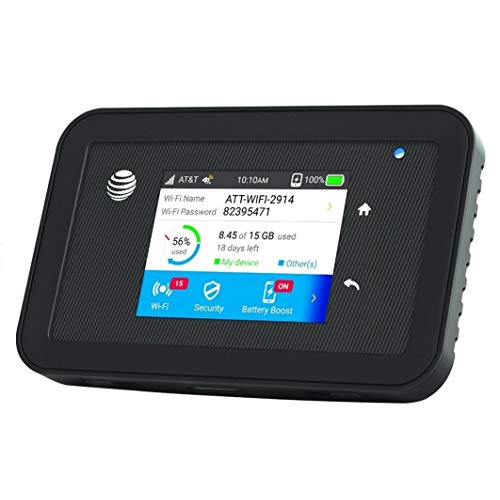 AT&T 4G 10:10AM 100%
Wi-Fi Name ATT-WIFI-2914
Wi-Fi Password 82395471
56% used
8.45 of 15 GB used
18 days left
My device Other(s)
15 ON
Wi-Fi Security Battery Boost